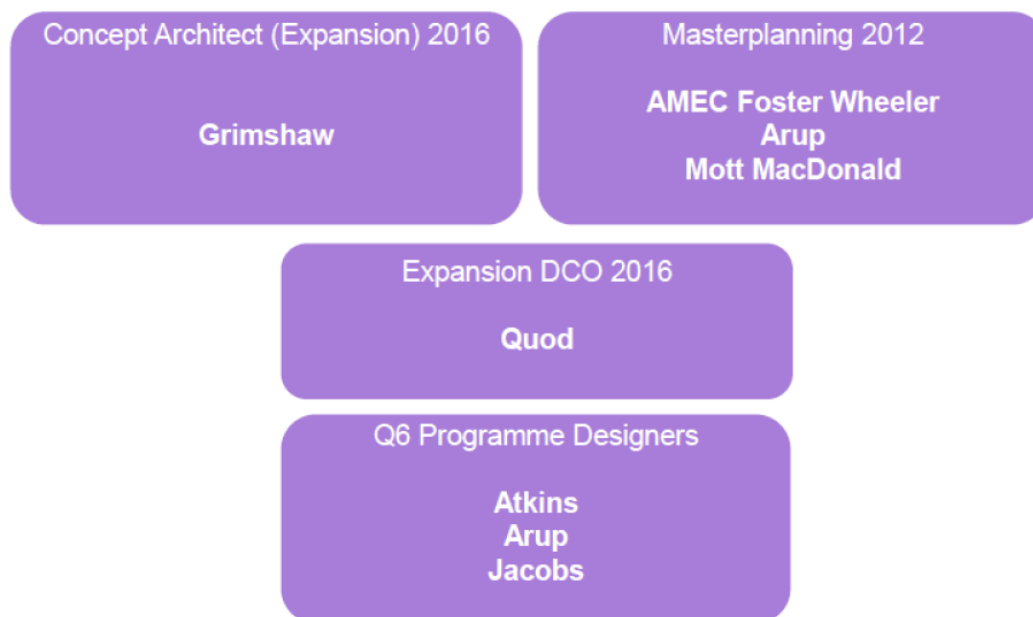 Concept Architect (Expansion) 2016
Grimshaw
Masterplanning 2012
AMEC Foster Wheeler
Arup
Mott MacDonald
Expansion DCO 2016
Quod
Q6 Programme Designers
Atkins
Arup
Jacobs